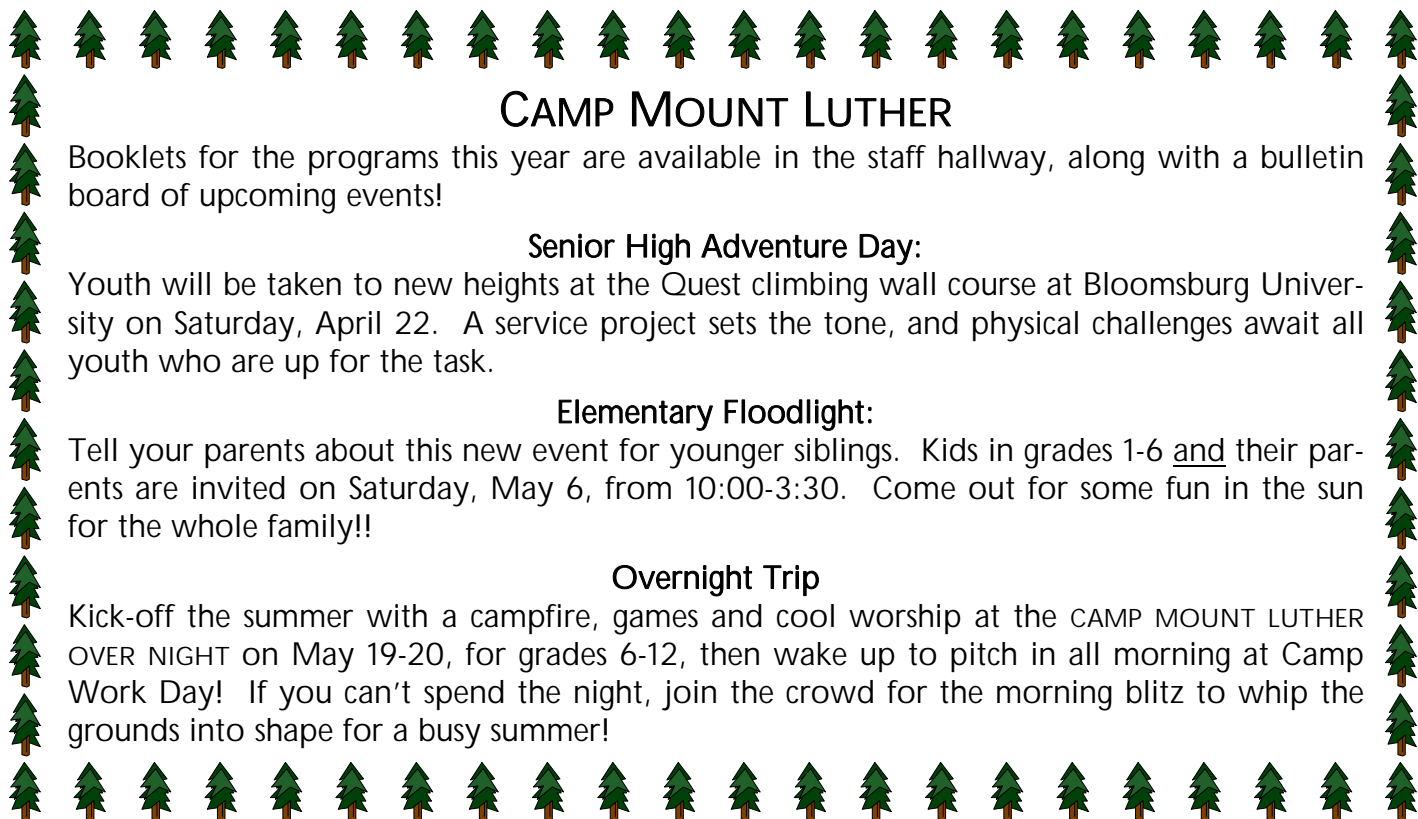 CAMP MOUNT LUTHER
Booklets for the programs this year are available in the staff hallway, along with a bulletin
board of upcoming events!
Senior High Adventure Day:
Youth will be taken to new heights at the Quest climbing wall course at Bloomsburg Univer-
sity on Saturday, April 22.  A service project sets the tone, and physical challenges await all
youth who are up for the task.
Elementary Floodlight:
Tell your parents about this new event for younger siblings.  Kids in grades 1-6 and their par-
ents are invited on Saturday, May 6, from 10:00-3:30.  Come out for some fun in the sun
for the whole family!!
Overnight Trip
Kick-off the summer with a campfire, games and cool worship at the CAMP MOUNT LUTHER
OVER NIGHT on May 19-20, for grades 6-12, then wake up to pitch in all morning at Camp
Work Day!  If you can't spend the night, join the crowd for the morning blitz to whip the
grounds into shape for a busy summer!